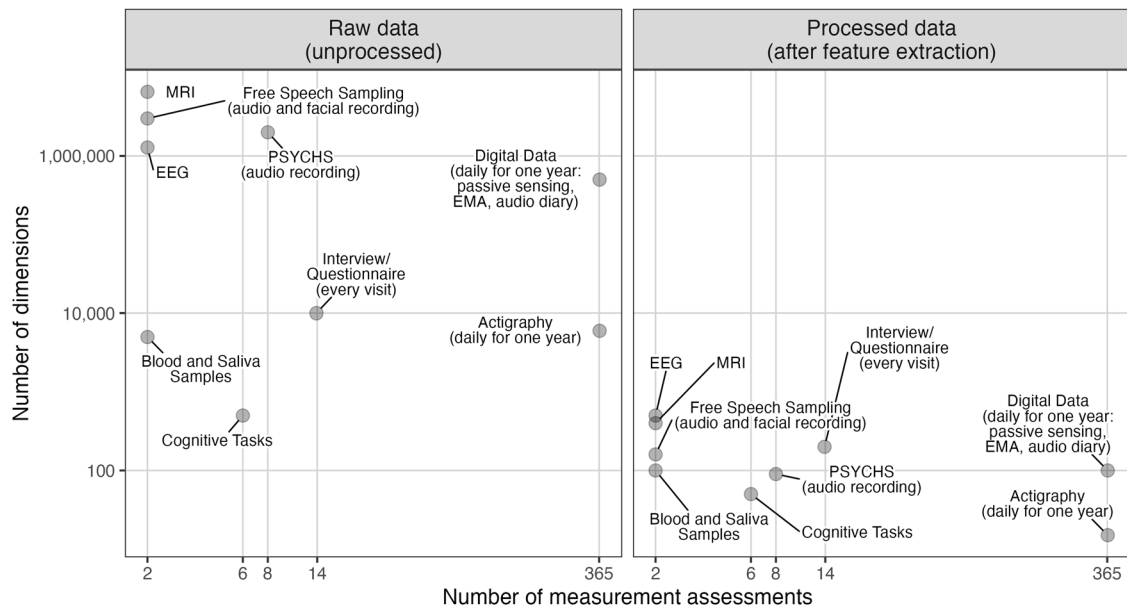 Raw data
(unprocessed)
Processed data
(after feature extraction)
Number of dimensions
1,000,000
10,000
100
MRI
Free Speech Sampling
(audio and facial recording)
EEG
PSYCHS
(audio recording)
Digital Data
(daily for one year:
passive sensing,
EMA, audio diary)
Interview/
Questionnaire
(every visit)
Actigraphy
(daily for one year)
Blood and Saliva
Samples
Cognitive Tasks
2
6
8
14
365
Interview/
Questionnaire
(every visit)
EEG
MRI
Free Speech Sampling
(audio and facial recording)
Digital Data
(daily for one year:
passive sensing,
EMA, audio diary)
PSYCHS
(audio recording)
Actigraphy
(daily for one year)
Blood and Saliva
Samples
Cognitive Tasks
2
6
8
14
365
Number of measurement assessments